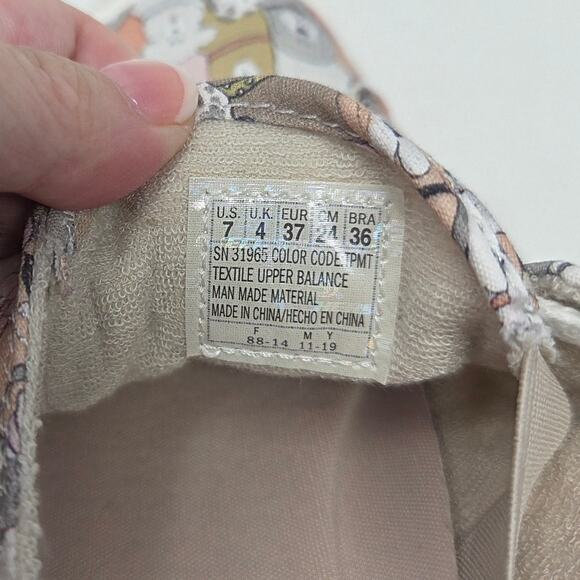 U.S. U.K. EUR CM BRA
7 4 37 24 36
SN 31965 COLOR CODE.TPMT
TEXTILE UPPER BALANCE
MAN MADE MATERIAL
MADE IN CHINA/HECHO EN CHINA
F M Y
88-14 11-19